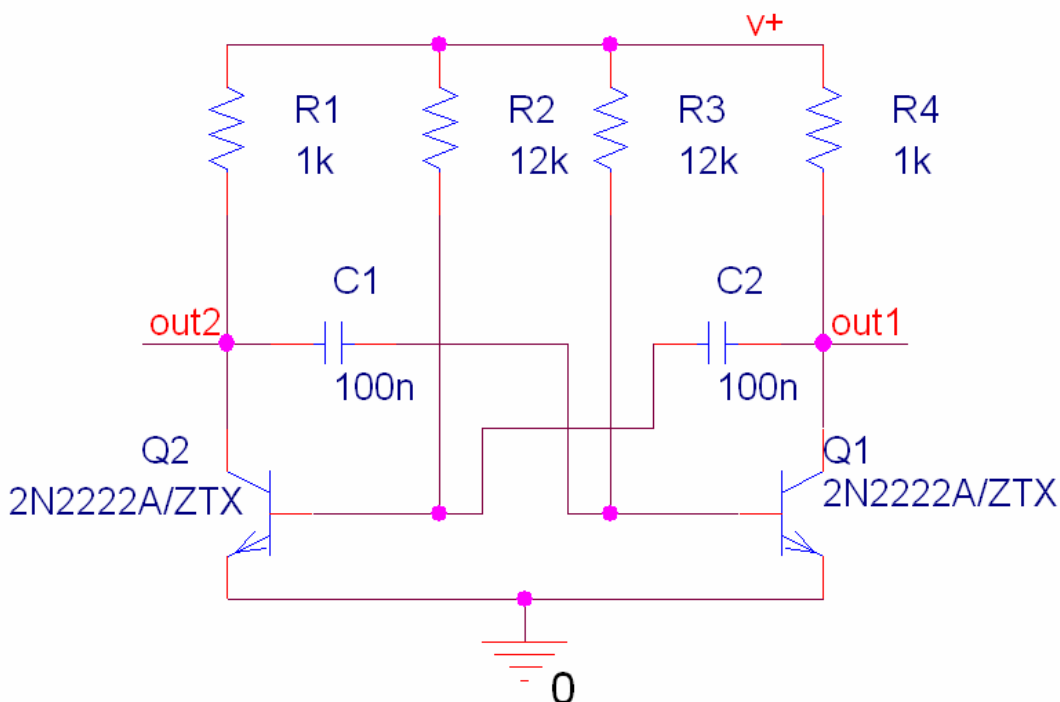 V+
R1
1k
R2
12k
R3
12k
R4
1k
C1
100n
C2
100n
out2
out1
Q2
2N2222A/ZTX
Q1
2N2222A/ZTX
0